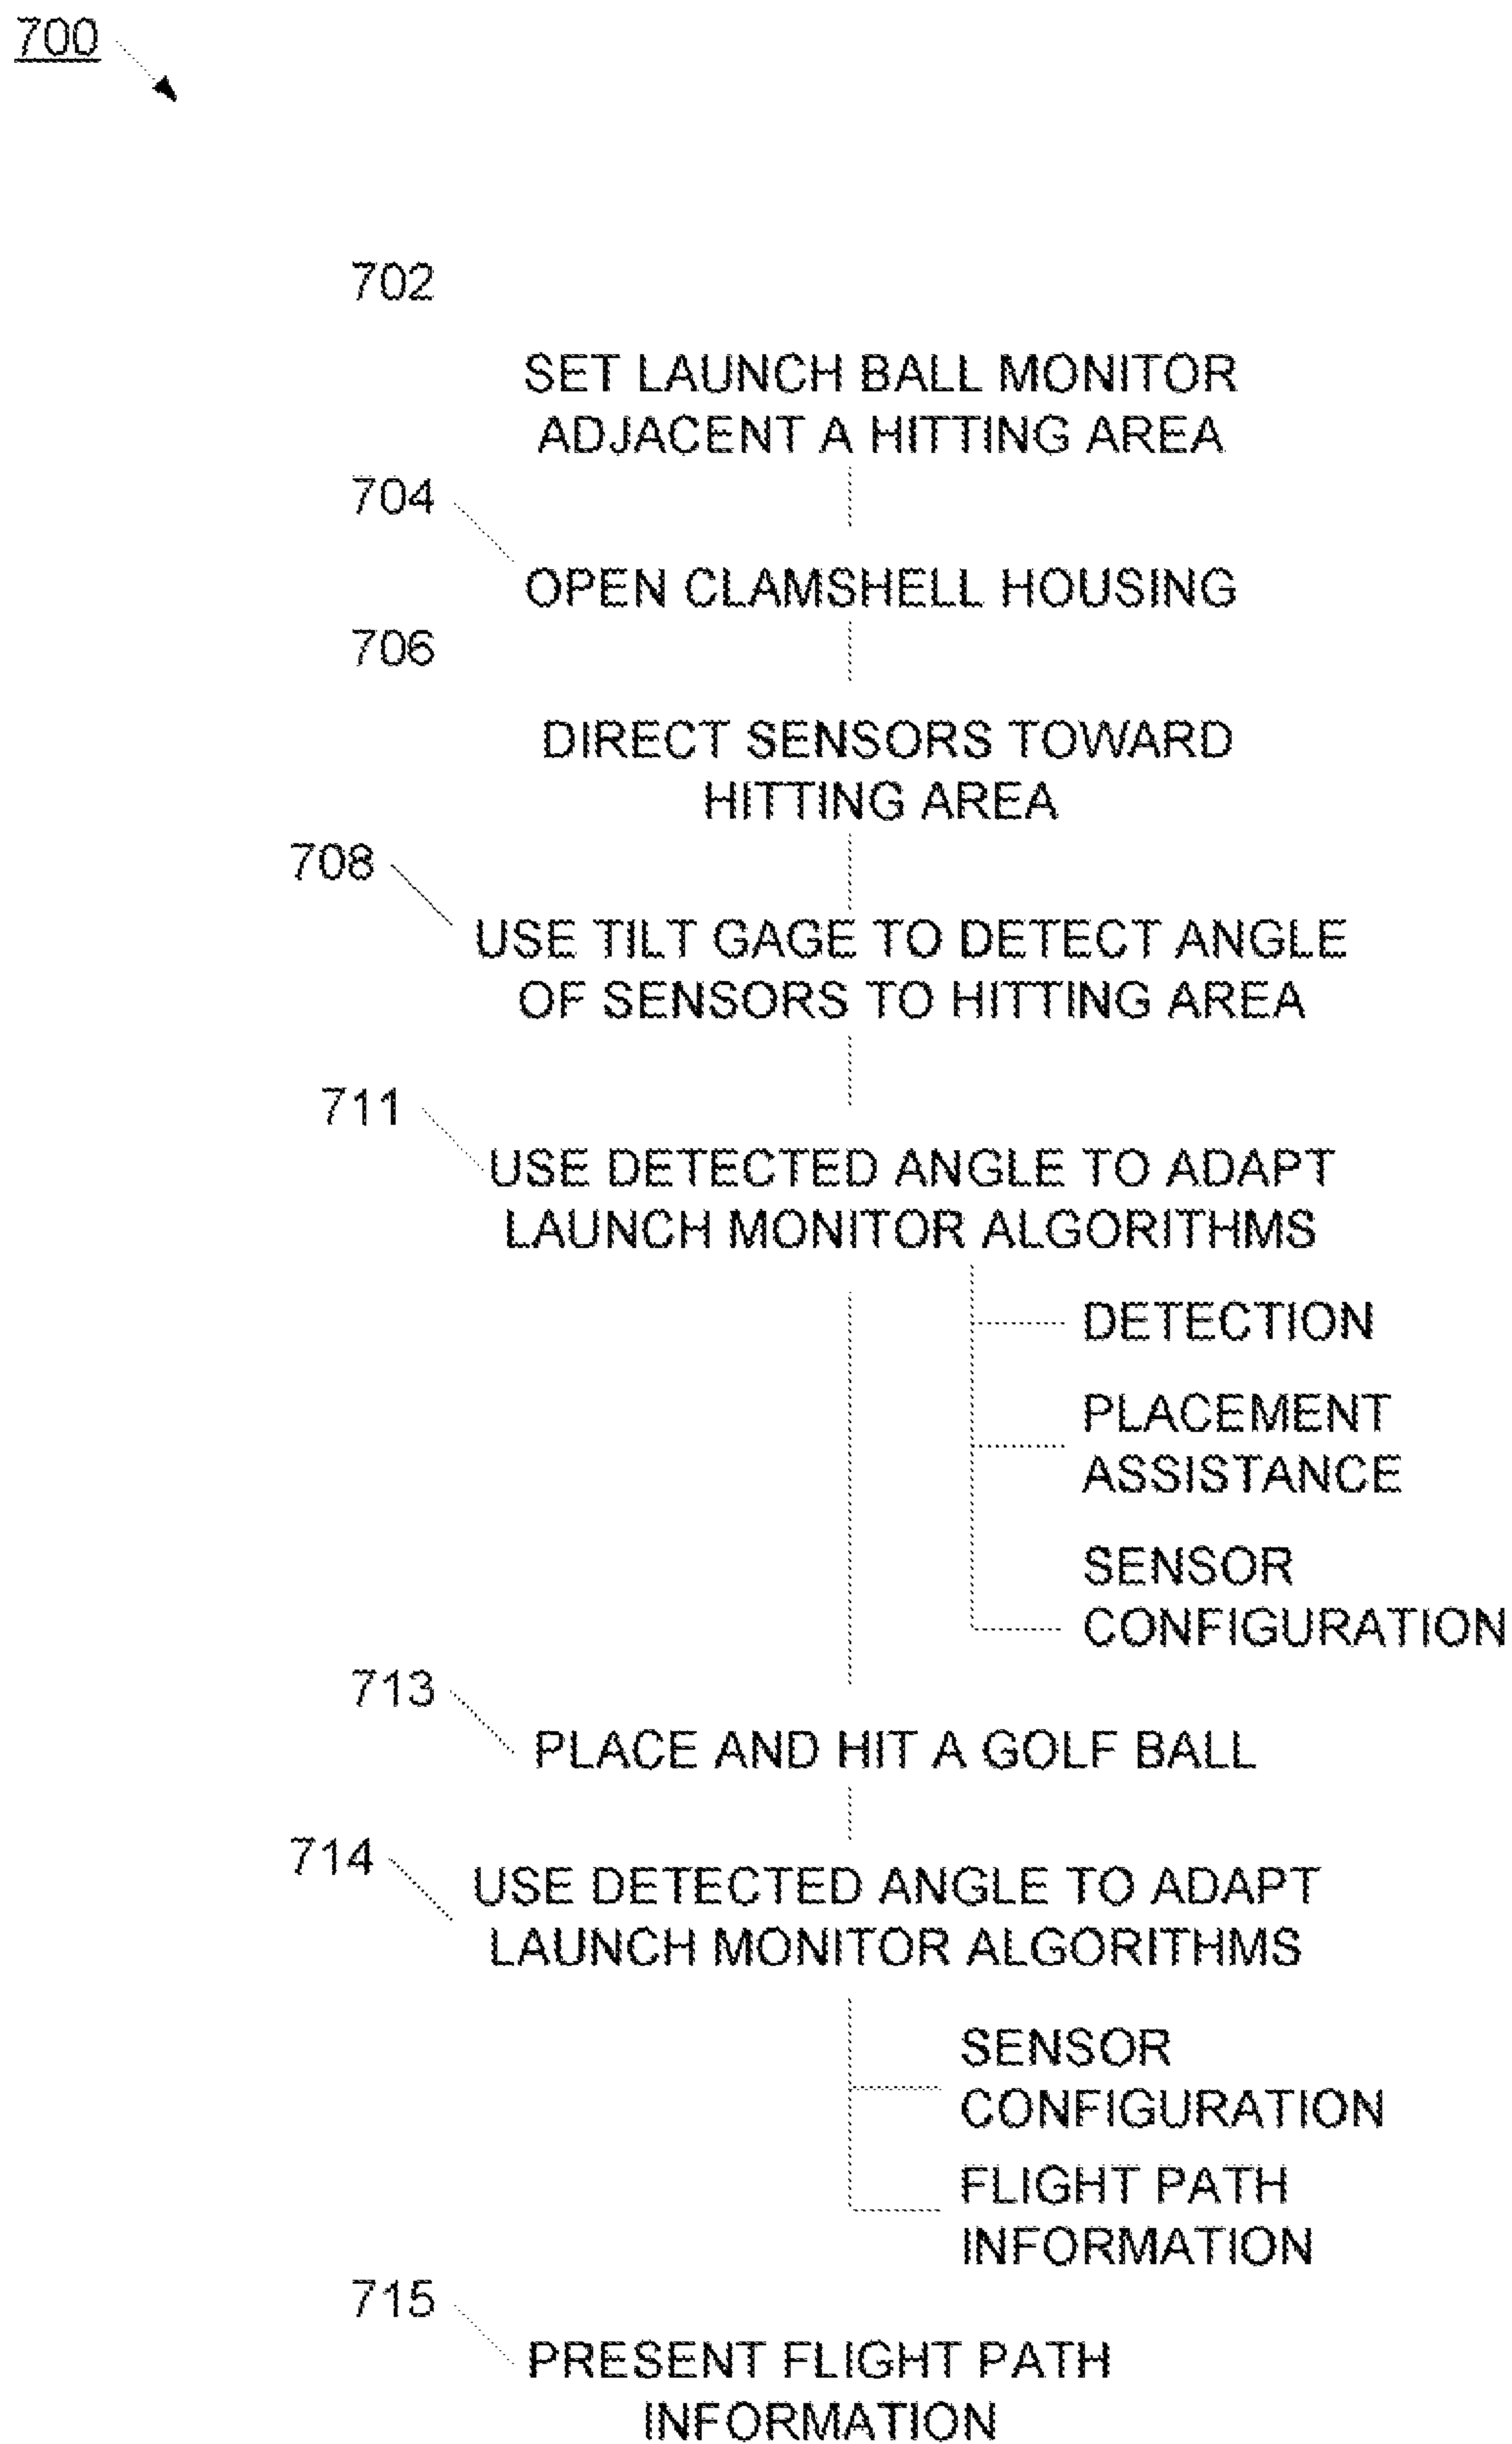 700
702
SET LAUNCH BALL MONITOR
ADJACENT A HITTING AREA
704
OPEN CLAMSHELL HOUSING
706
DIRECT SENSORS TOWARD
HITTING AREA
708
USE TILT GAGE TO DETECT ANGLE
OF SENSORS TO HITTING AREA
711
USE DETECTED ANGLE TO ADAPT
LAUNCH MONITOR ALGORITHMS
DETECTION
PLACEMENT
ASSISTANCE
SENSOR
CONFIGURATION
713
PLACE AND HIT A GOLF BALL
714
USE DETECTED ANGLE TO ADAPT
LAUNCH MONITOR ALGORITHMS
SENSOR
CONFIGURATION
FLIGHT PATH
INFORMATION
715
PRESENT FLIGHT PATH
INFORMATION